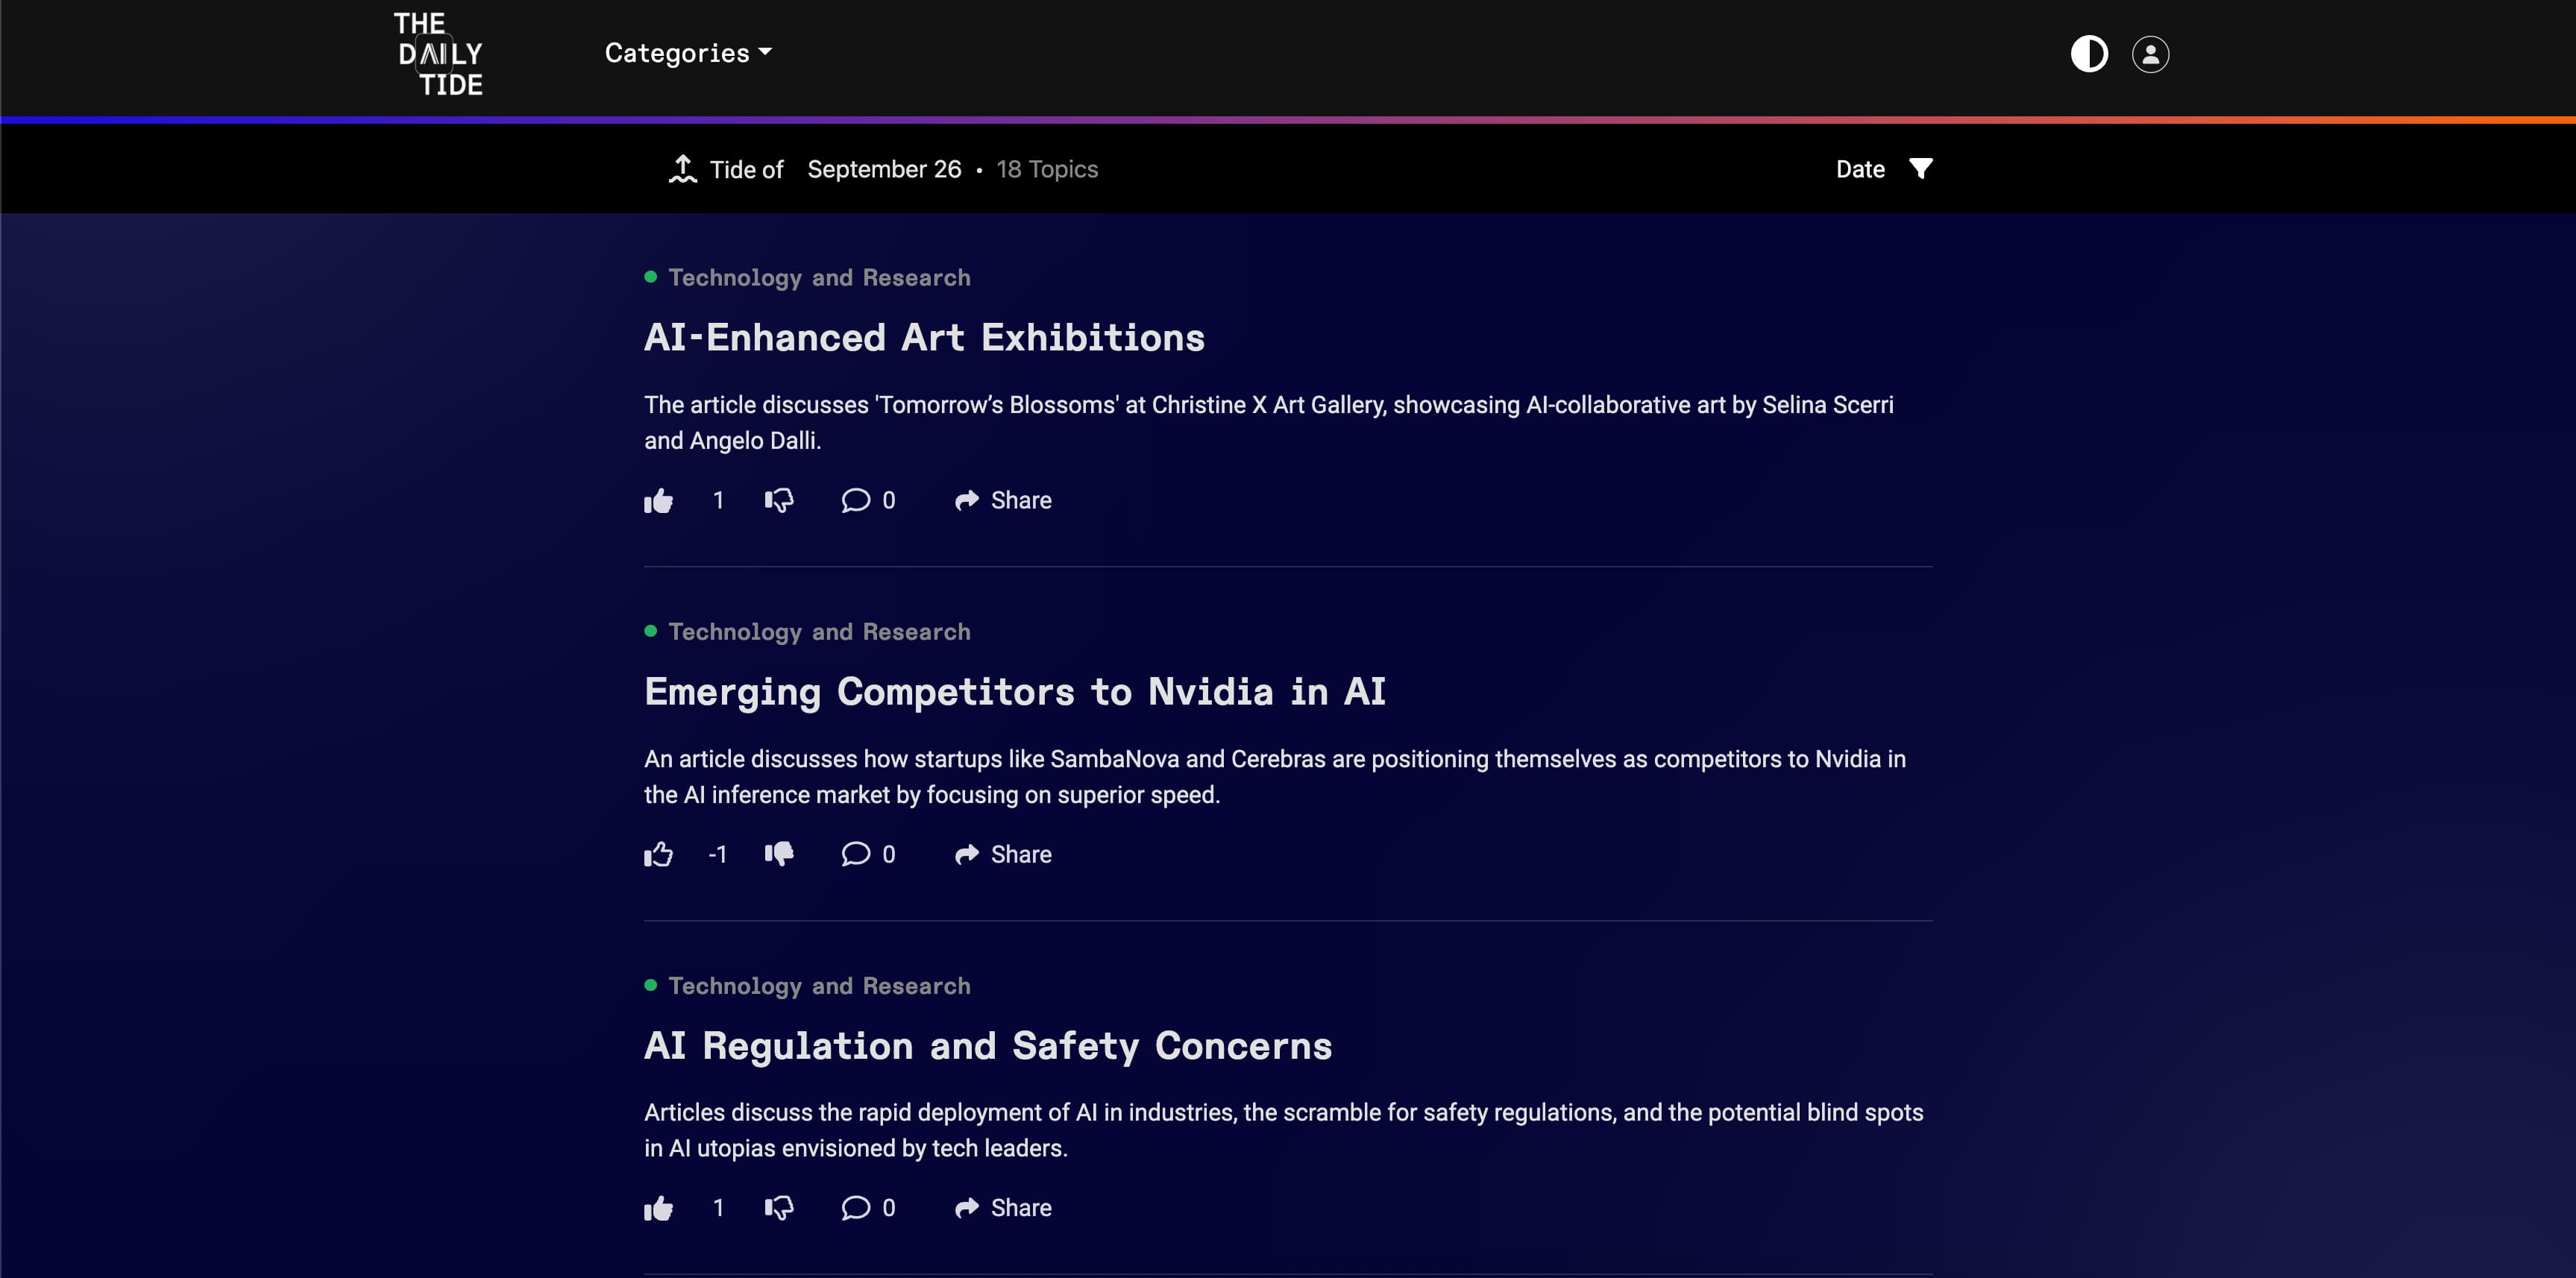 THE
DAILY
TIDE
Categories
Tide of September 26 • 18 Topics
Date
Technology and Research
AI-Enhanced Art Exhibitions
The article discusses 'Tomorrow’s Blossoms' at Christine X Art Gallery, showcasing AI-collaborative art by Selina Scerri
and Angelo Dalli.
1 0 Share
Technology and Research
Emerging Competitors to Nvidia in AI
An article discusses how startups like SambaNova and Cerebras are positioning themselves as competitors to Nvidia in
the AI inference market by focusing on superior speed.
-1 0 Share
Technology and Research
AI Regulation and Safety Concerns
Articles discuss the rapid deployment of AI in industries, the scramble for safety regulations, and the potential blind spots
in AI utopias envisioned by tech leaders.
1 0 Share